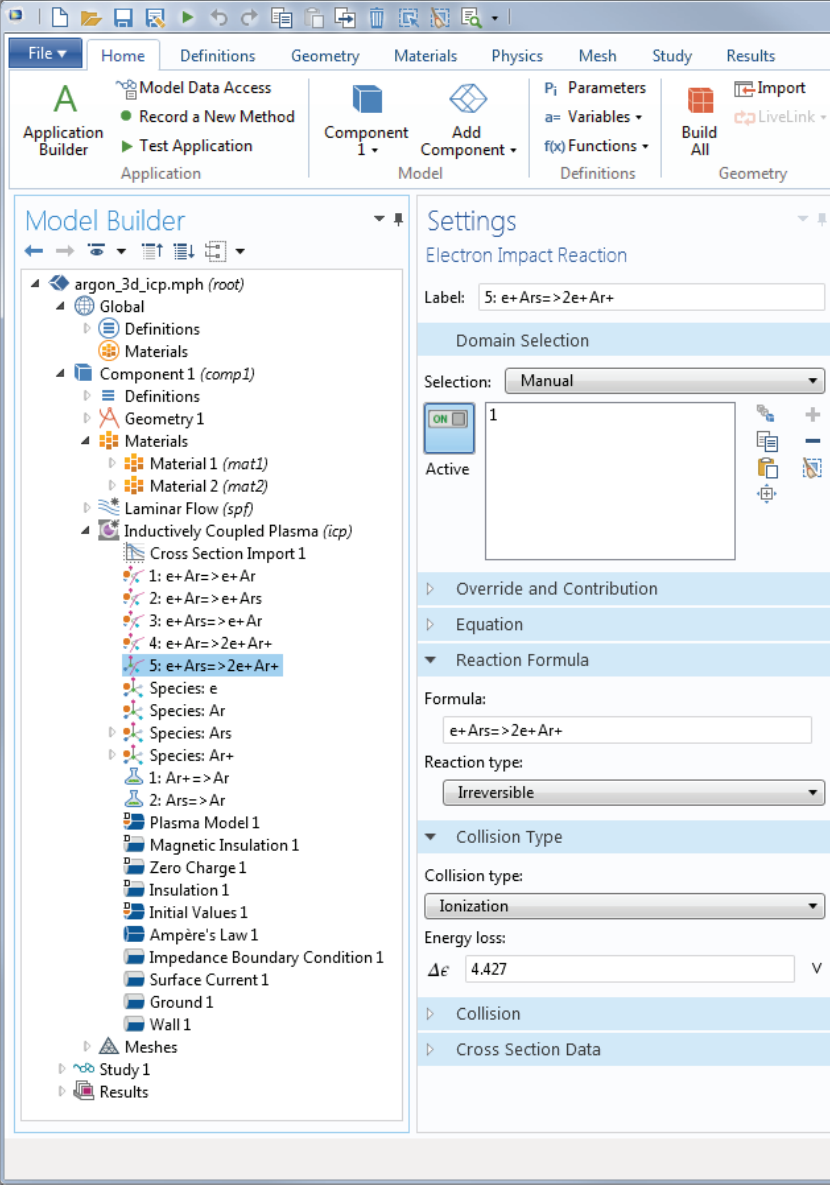 File
Home
Definitions
Geometry
Materials
Physics
Mesh
Study
Results
A
Application
Builder
Model Data Access
Record a New Method
Test Application
Application
Component
1
Add
Component
Model
Pi Parameters
a= Variables
f(x) Functions
Definitions
Build
All
Import
LiveLink
Geometry
Model Builder
argon_3d_icp.mph (root)
Global
Definitions
Materials
Component 1 (comp1)
Definitions
Geometry 1
Materials
Material 1 (mat1)
Material 2 (mat2)
Laminar Flow (spf)
Inductively Coupled Plasma (icp)
Cross Section Import 1
1: e+Ar=>e+Ar
2: e+Ar=>e+Ars
3: e+Ars=>e+Ar
4: e+Ar=>2e+Ar+
5: e+Ars=>2e+Ar+
Species: e
Species: Ar
Species: Ars
Species: Ar+
1: Ar+=>Ar
2: Ars=>Ar
Plasma Model 1
Magnetic Insulation 1
Zero Charge 1
Insulation 1
Initial Values 1
Ampère's Law 1
Impedance Boundary Condition 1
Surface Current 1
Ground 1
Wall 1
Meshes
Study 1
Results
Settings
Electron Impact Reaction
Label: 5: e+Ars=>2e+Ar+
Domain Selection
Selection: Manual
ON
Active
1
Override and Contribution
Equation
Reaction Formula
Formula:
e+Ars=>2e+Ar+
Reaction type:
Irreversible
Collision Type
Collision type:
Ionization
Energy loss:
Δϵ 4.427 V
Collision
Cross Section Data